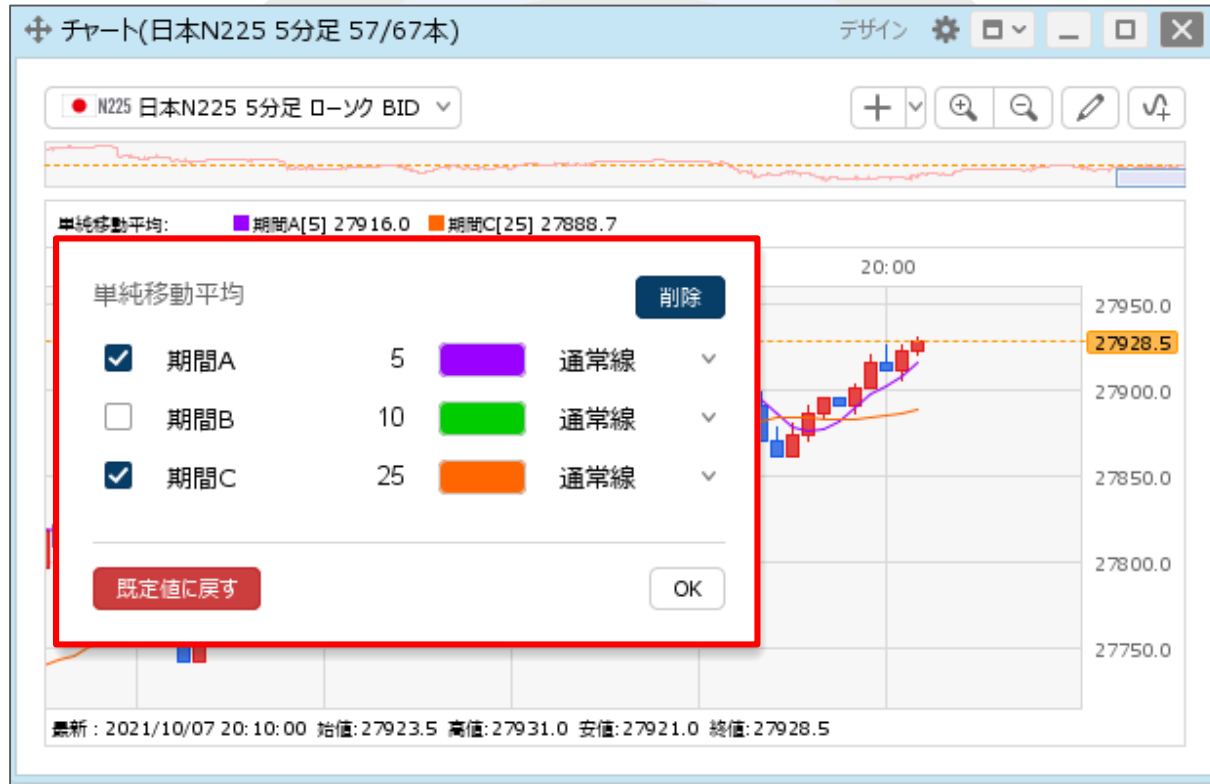 チャート(日本N225 5分足 57/67本) デザイン
N225 日本N225 5分足 ローソク BID
単純移動平均: 期間A[5] 27916.0 期間C[25] 27888.7
20:00
単純移動平均 削除
期間A 5 通常線
期間B 10 通常線
期間C 25 通常線
既定値に戻す OK
27950.0
27928.5
27900.0
27850.0
27800.0
27750.0
最新：2021/10/07 20:10:00 始値:27923.5 高値:27931.0 安値:27921.0 終値:27928.5